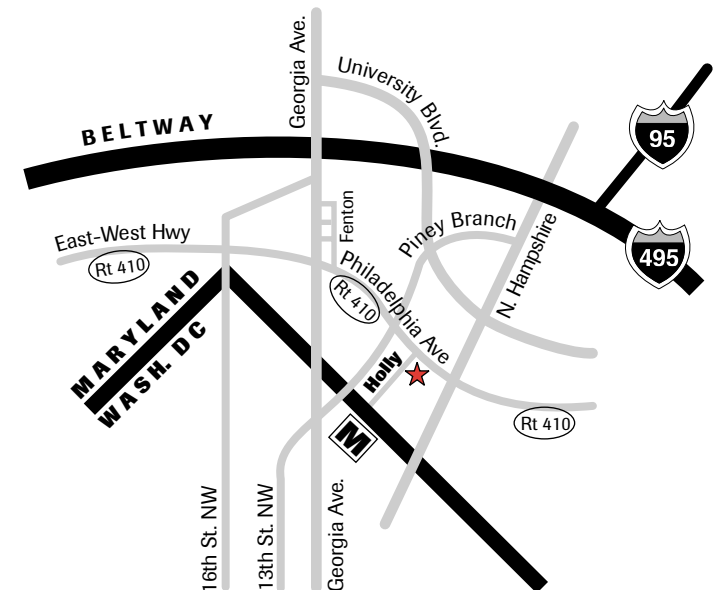 Georgia Ave.
University Blvd.
BELTWAY
95
Fenton
Piney Branch
N. Hampshire
East-West Hwy
Rt 410
495
Philadelphia Ave
Rt 410
MARYLAND
WASH. DC
Holly
Rt 410
M
16th St. NW
13th St. NW
Georgia Ave.